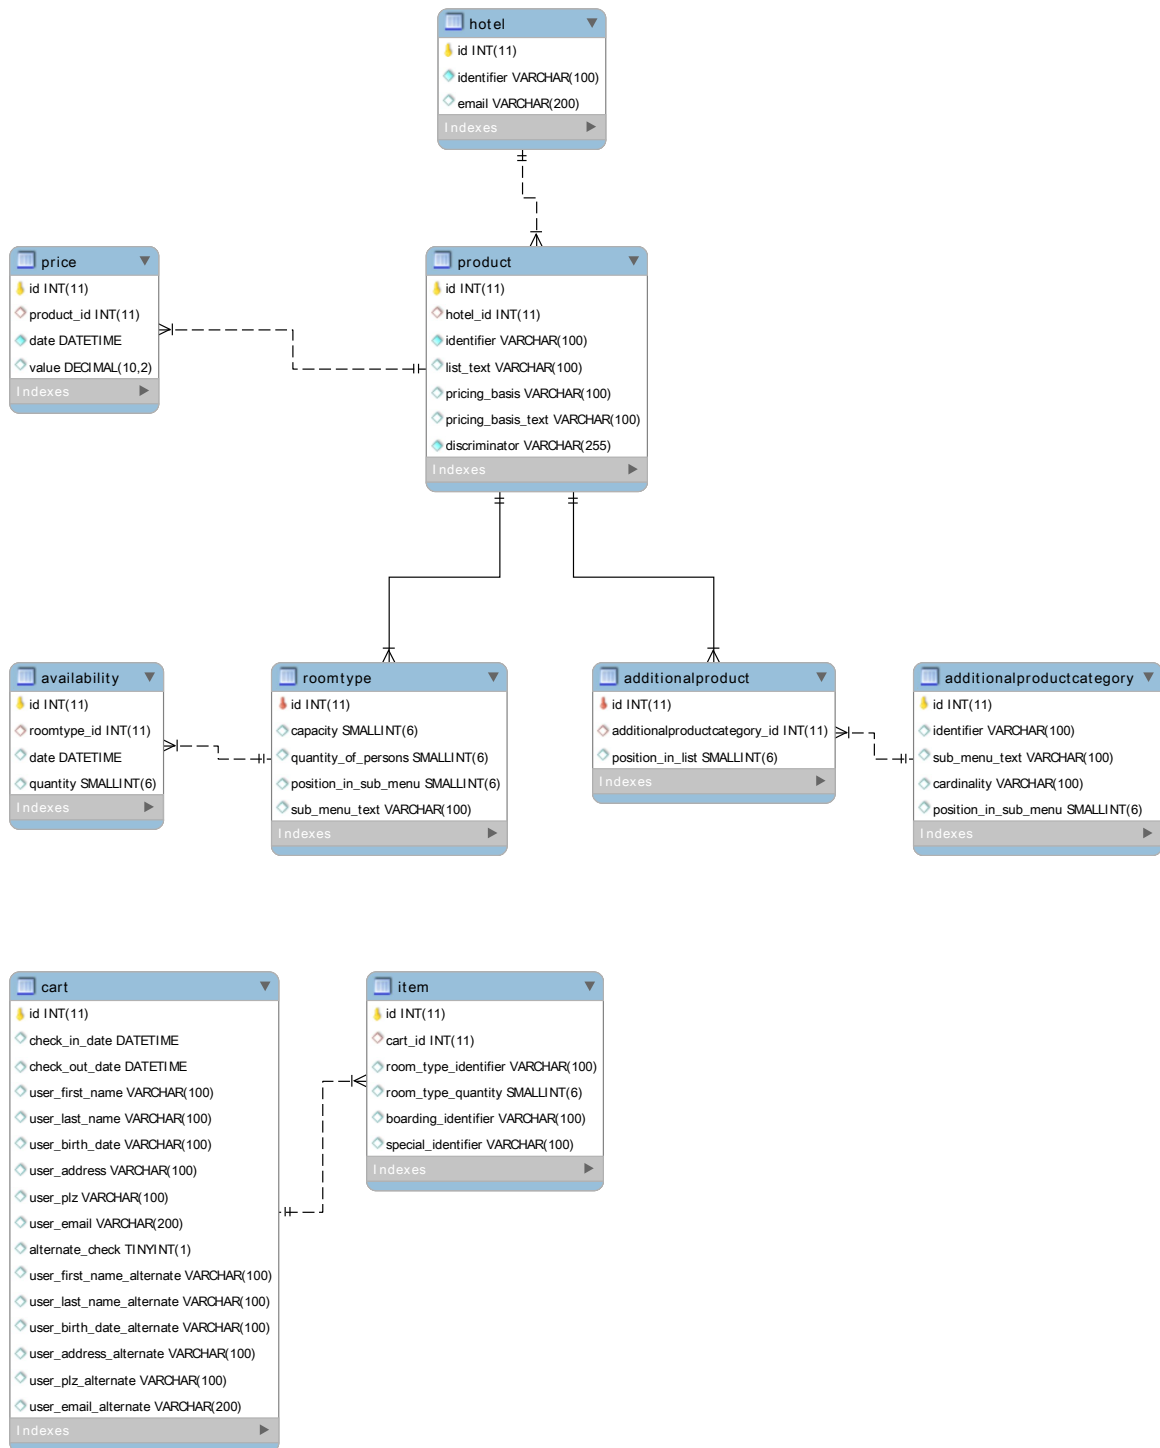 hotel
id INT(11)
identifier VARCHAR(100)
email VARCHAR(200)
Indexes
price
id INT(11)
product_id INT(11)
date DATETIME
value DECIMAL(10,2)
Indexes
product
id INT(11)
hotel_id INT(11)
identifier VARCHAR(100)
list_text VARCHAR(100)
pricing_basis VARCHAR(100)
pricing_basis_text VARCHAR(100)
discriminator VARCHAR(255)
Indexes
availability
id INT(11)
roomtype_id INT(11)
date DATETIME
quantity SMALLINT(6)
Indexes
roomtype
id INT(11)
capacity SMALLINT(6)
quantity_of_persons SMALLINT(6)
position_in_sub_menu SMALLINT(6)
sub_menu_text VARCHAR(100)
Indexes
additionalproduct
id INT(11)
additionalproductcategory_id INT(11)
position_in_list SMALLINT(6)
Indexes
additionalproductcategory
id INT(11)
identifier VARCHAR(100)
sub_menu_text VARCHAR(100)
cardinality VARCHAR(100)
position_in_sub_menu SMALLINT(6)
Indexes
cart
id INT(11)
check_in_date DATETIME
check_out_date DATETIME
user_first_name VARCHAR(100)
user_last_name VARCHAR(100)
user_birth_date VARCHAR(100)
user_address VARCHAR(100)
user_plz VARCHAR(100)
user_email VARCHAR(200)
alternate_check TINYINT(1)
user_first_name_alternate VARCHAR(100)
user_last_name_alternate VARCHAR(100)
user_birth_date_alternate VARCHAR(100)
user_address_alternate VARCHAR(100)
user_plz_alternate VARCHAR(100)
user_email_alternate VARCHAR(200)
Indexes
item
id INT(11)
cart_id INT(11)
room_type_identifier VARCHAR(100)
room_type_quantity SMALLINT(6)
boarding_identifier VARCHAR(100)
special_identifier VARCHAR(100)
Indexes